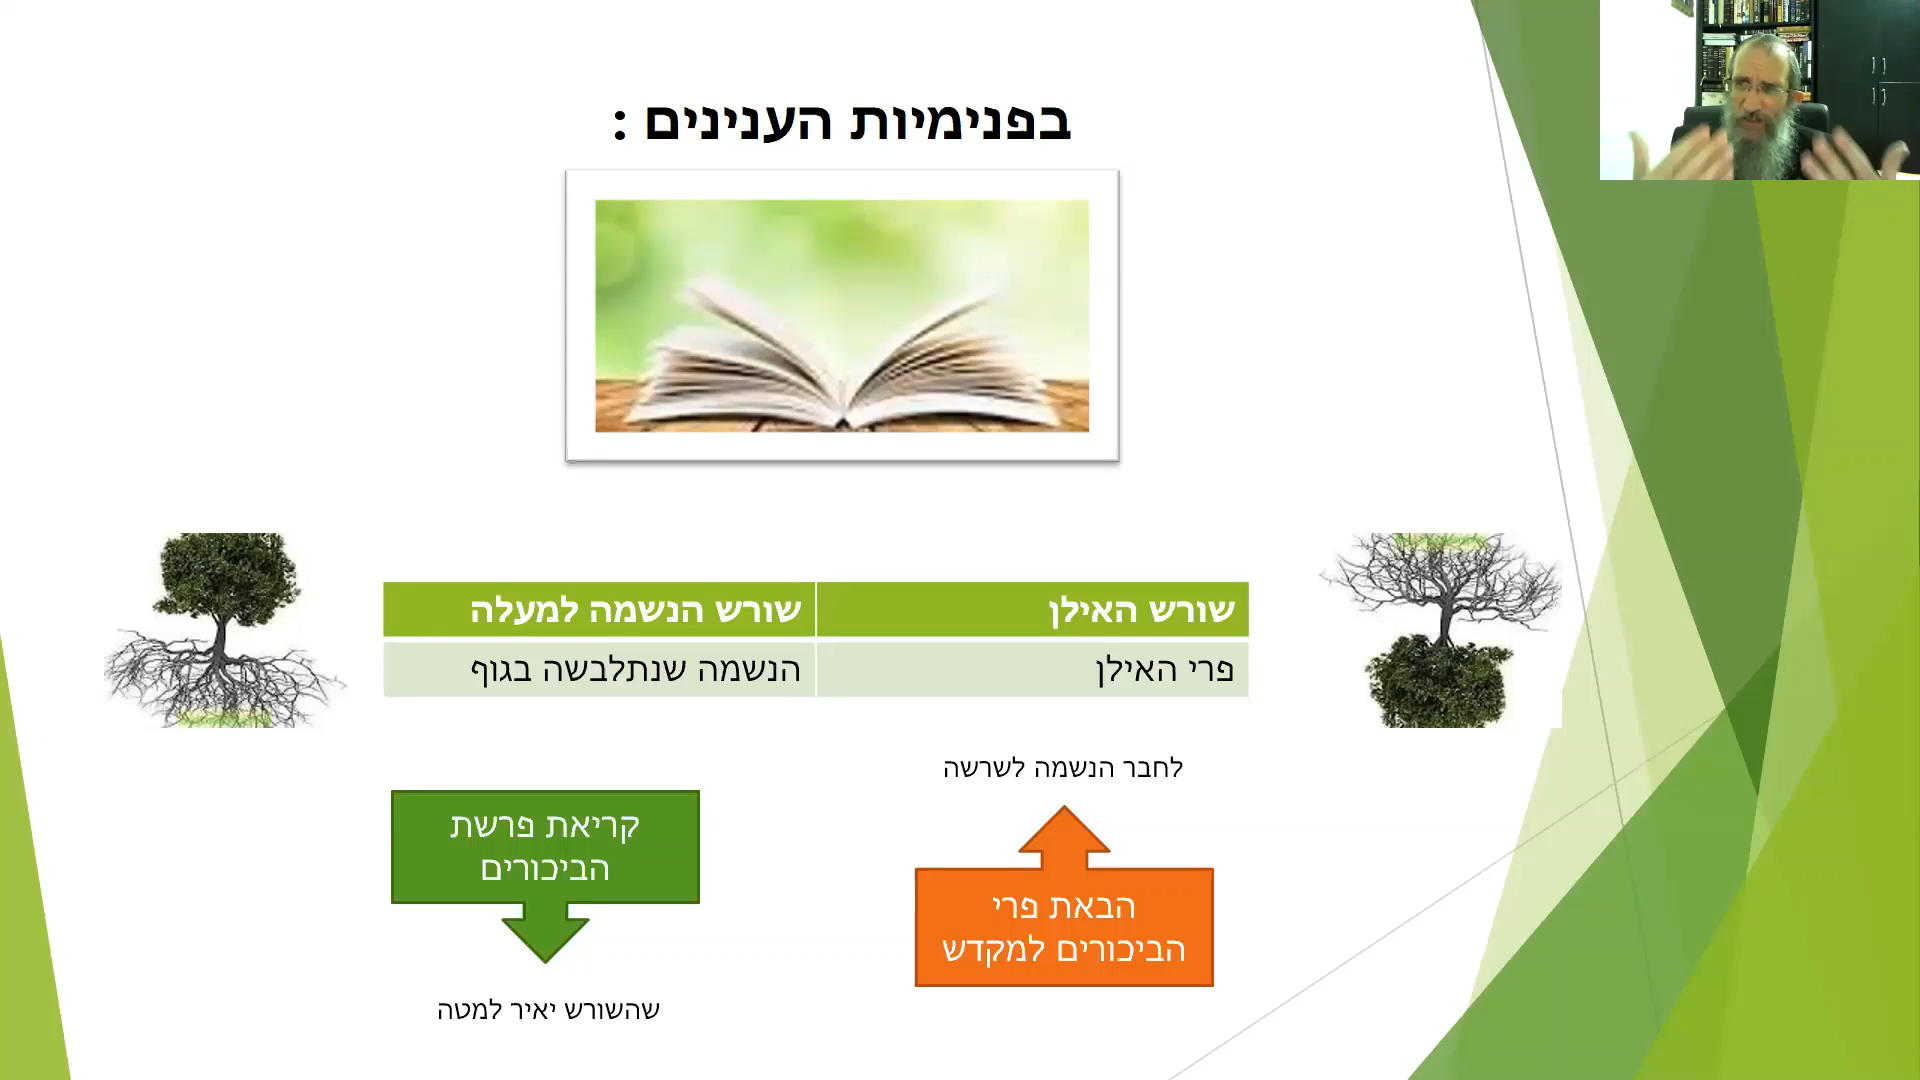 בפנימיות הענינים :
שורש האילן
שורש הנשמה למעלה
פרי האילן
הנשמה שנתלבשה בגוף
לחבר הנשמה לשרשה
הבאת פרי
הביכורים למקדש
קריאת פרשת
הביכורים
שהשורש יאיר למטה